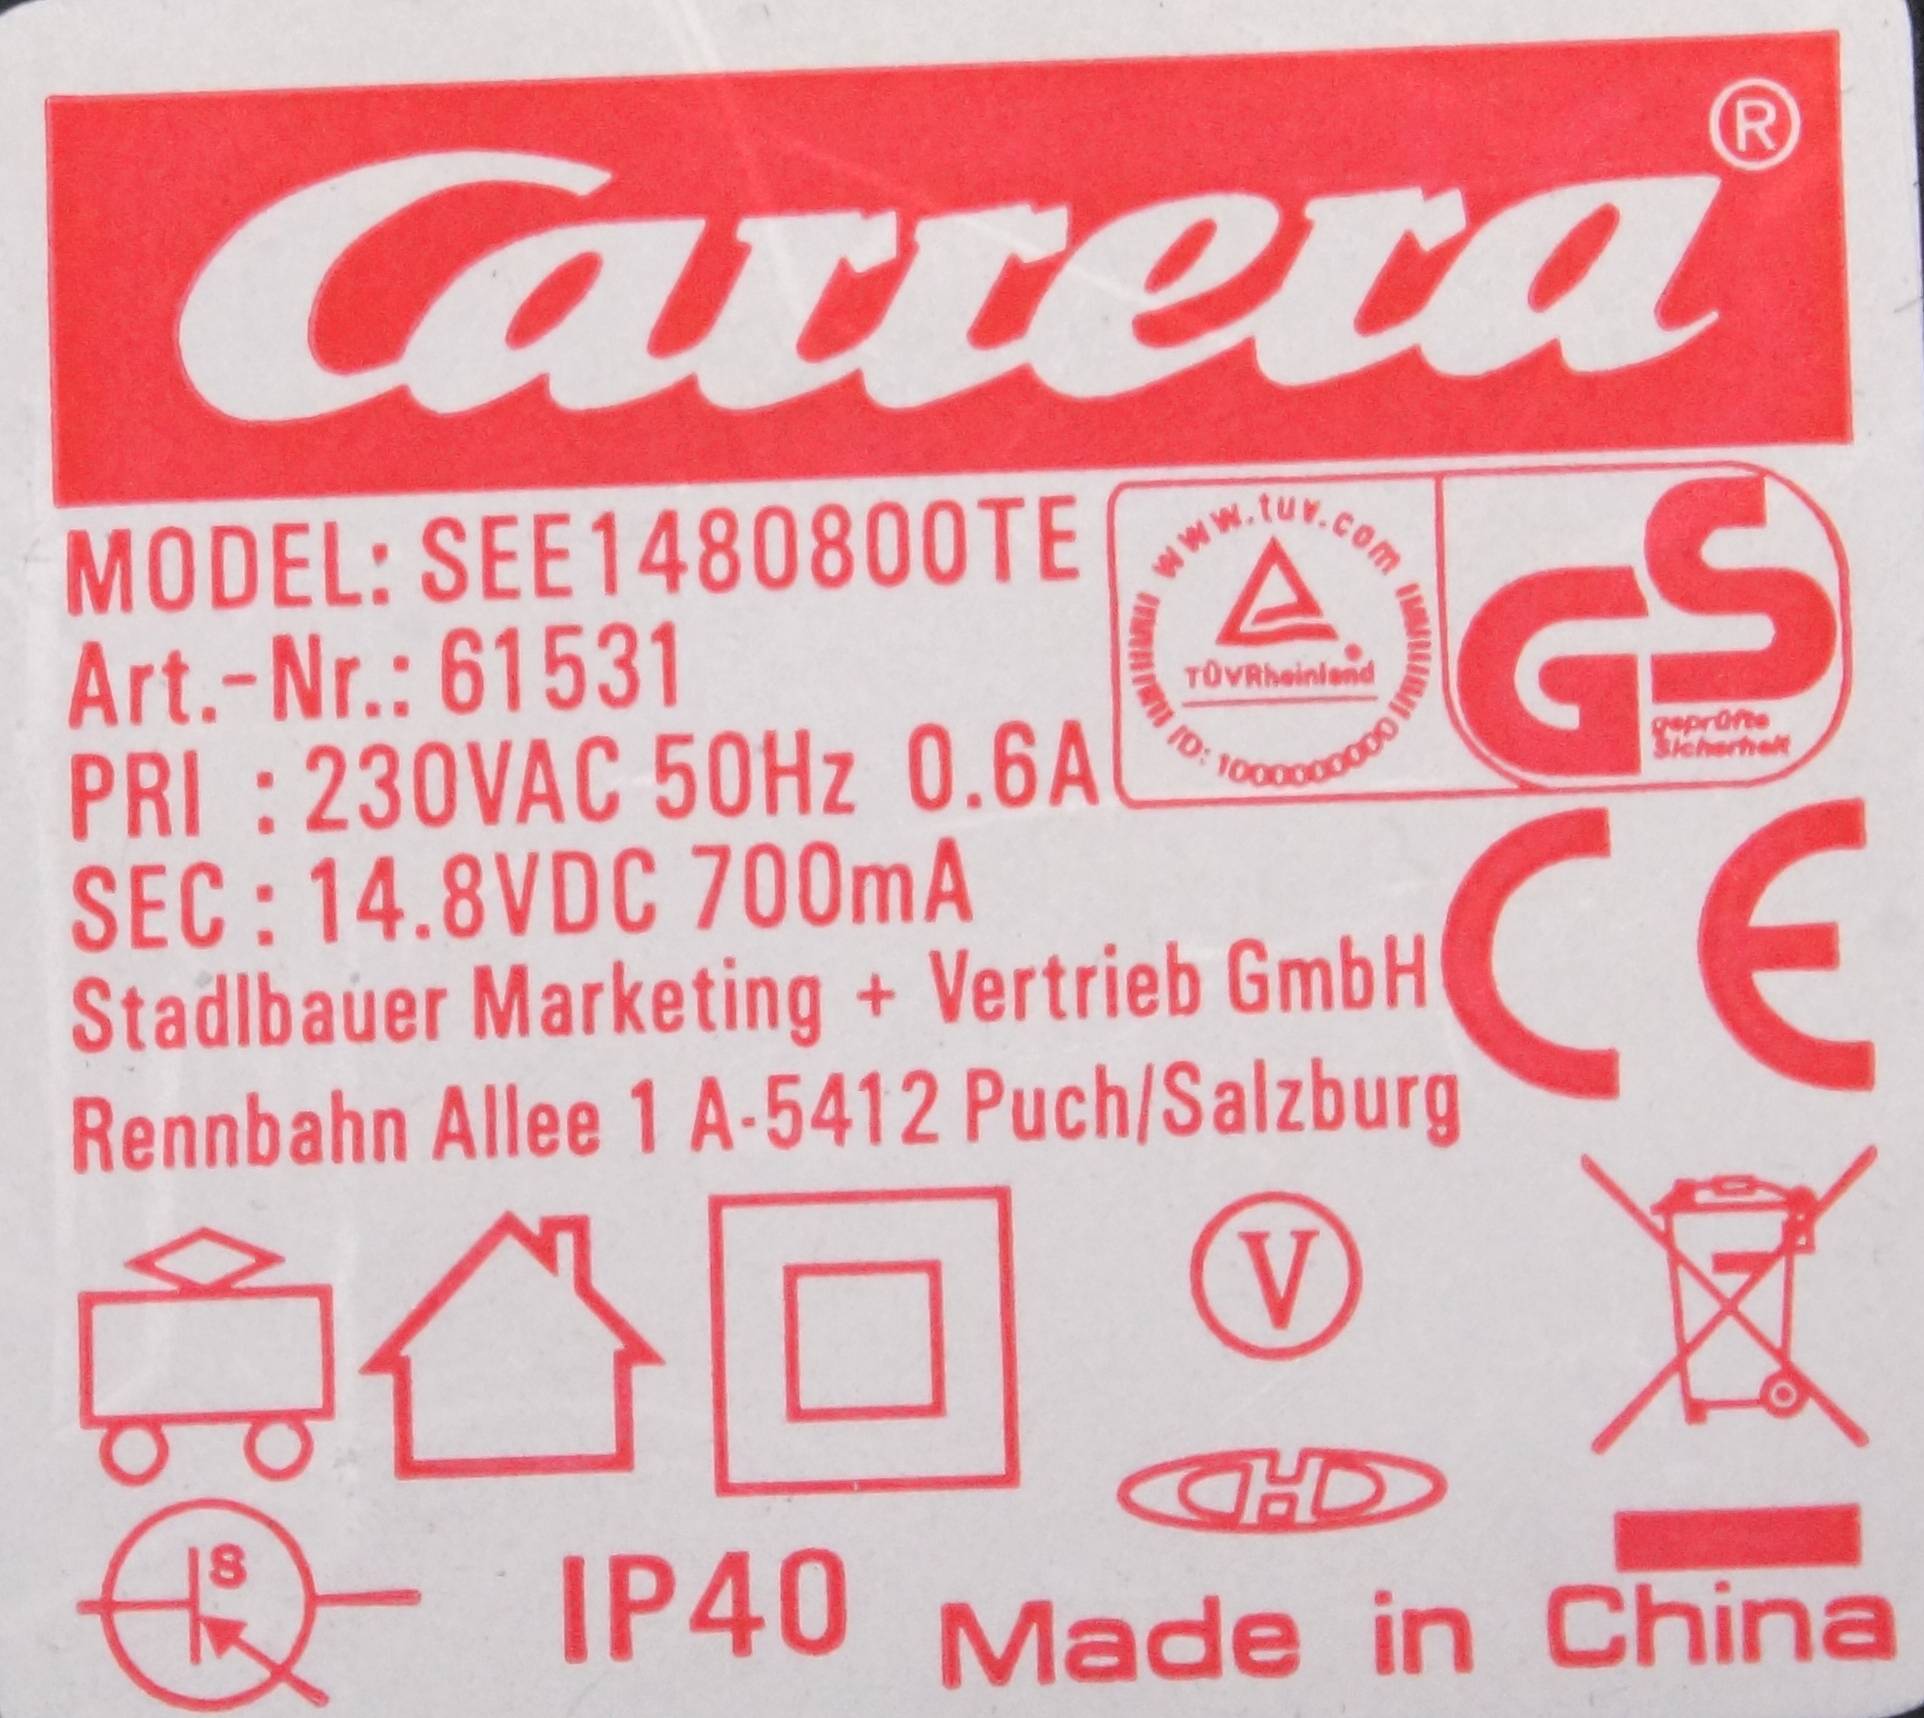 Carrera®
MODEL: SEE1480800TE
Art.-Nr.: 61531
PRI : 230VAC 50Hz 0.6A
SEC : 14.8VDC 700mA
Stadlbauer Marketing + Vertrieb GmbH
Rennbahn Allee 1 A-5412 Puch/Salzburg
www.tuv.com
TÜVRheinland
ID: 1000000000
GS
geprüfte
Sicherheit
CE
V
S
IP40
Made in China